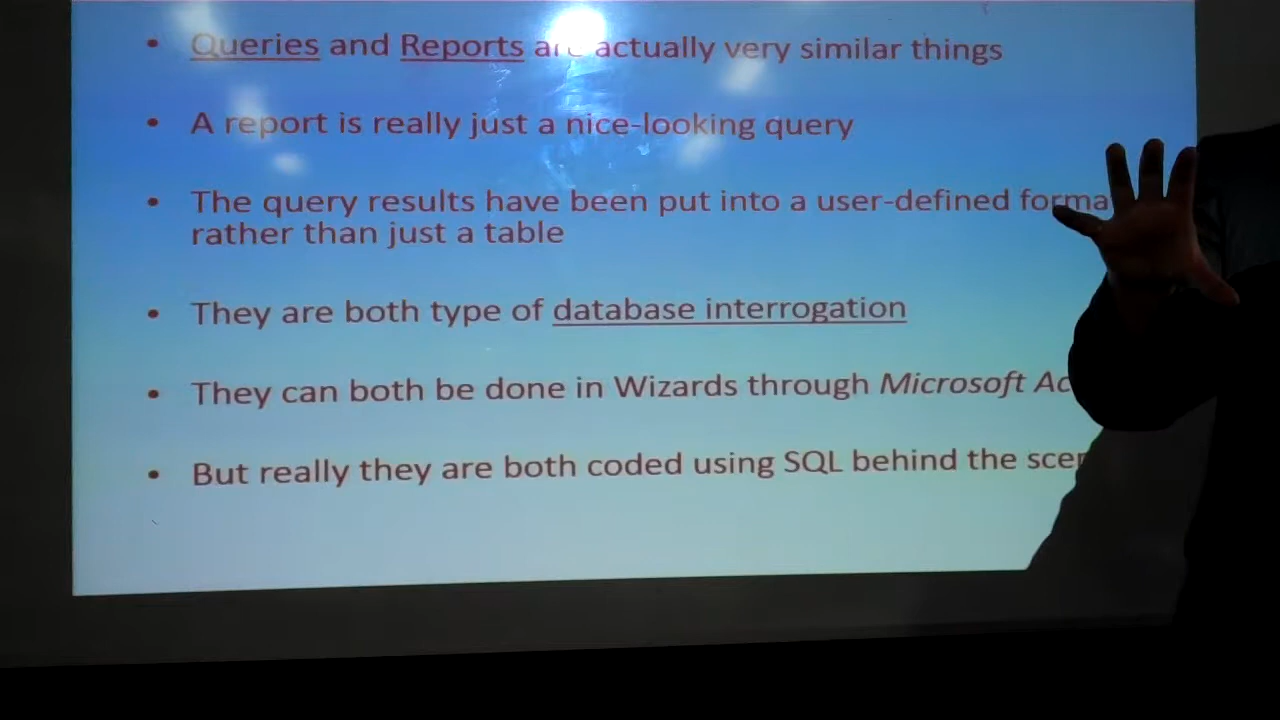 • Queries and Reports are actually very similar things
• A report is really just a nice-looking query
• The query results have been put into a user-defined forma
rather than just a table
• They are both type of database interrogation
• They can both be done in Wizards through Microsoft Ac
• But really they are both coded using SQL behind the scen